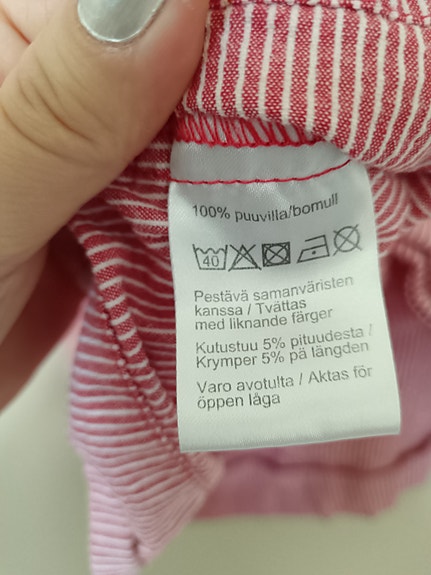 100% puuvilla/bomull
40
Pestävä samanväristen
kanssa / Tvättas
med liknande färger
Kutustuu 5% pituudesta /
Krymper 5% på längden
Varo avotulta / Aktas för
öppen låga